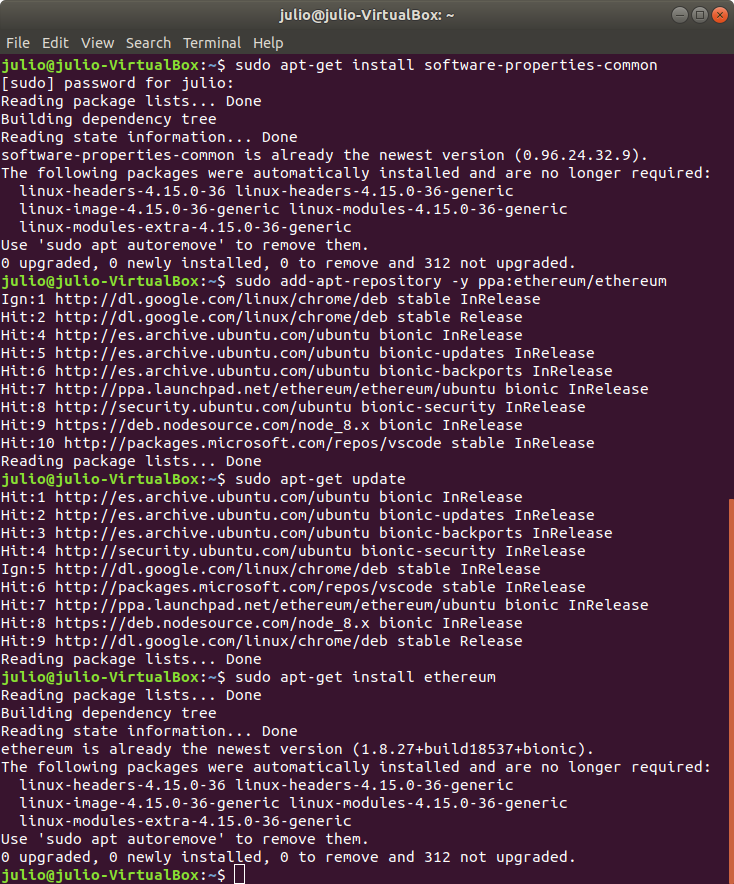 julio@julio-VirtualBox: ~
File Edit View Search Terminal Help
julio@julio-VirtualBox:~$ sudo apt-get install software-properties-common
[sudo] password for julio:
Reading package lists... Done
Building dependency tree
Reading state information... Done
software-properties-common is already the newest version (0.96.24.32.9).
The following packages were automatically installed and are no longer required:
  linux-headers-4.15.0-36 linux-headers-4.15.0-36-generic
  linux-image-4.15.0-36-generic linux-modules-4.15.0-36-generic
  linux-modules-extra-4.15.0-36-generic
Use 'sudo apt autoremove' to remove them.
0 upgraded, 0 newly installed, 0 to remove and 312 not upgraded.
julio@julio-VirtualBox:~$ sudo add-apt-repository -y ppa:ethereum/ethereum
Ign:1 http://dl.google.com/linux/chrome/deb stable InRelease
Hit:2 http://dl.google.com/linux/chrome/deb stable Release
Hit:4 http://es.archive.ubuntu.com/ubuntu bionic InRelease
Hit:5 http://es.archive.ubuntu.com/ubuntu bionic-updates InRelease
Hit:6 http://es.archive.ubuntu.com/ubuntu bionic-backports InRelease
Hit:7 http://ppa.launchpad.net/ethereum/ethereum/ubuntu bionic InRelease
Hit:8 http://security.ubuntu.com/ubuntu bionic-security InRelease
Hit:9 https://deb.nodesource.com/node_8.x bionic InRelease
Hit:10 http://packages.microsoft.com/repos/vscode stable InRelease
Reading package lists... Done
julio@julio-VirtualBox:~$ sudo apt-get update
Hit:1 http://es.archive.ubuntu.com/ubuntu bionic InRelease
Hit:2 http://es.archive.ubuntu.com/ubuntu bionic-updates InRelease
Hit:3 http://es.archive.ubuntu.com/ubuntu bionic-backports InRelease
Hit:4 http://security.ubuntu.com/ubuntu bionic-security InRelease
Ign:5 http://dl.google.com/linux/chrome/deb stable InRelease
Hit:6 http://packages.microsoft.com/repos/vscode stable InRelease
Hit:7 http://ppa.launchpad.net/ethereum/ethereum/ubuntu bionic InRelease
Hit:8 https://deb.nodesource.com/node_8.x bionic InRelease
Hit:9 http://dl.google.com/linux/chrome/deb stable Release
Reading package lists... Done
julio@julio-VirtualBox:~$ sudo apt-get install ethereum
Reading package lists... Done
Building dependency tree
Reading state information... Done
ethereum is already the newest version (1.8.27+build18537+bionic).
The following packages were automatically installed and are no longer required:
  linux-headers-4.15.0-36 linux-headers-4.15.0-36-generic
  linux-image-4.15.0-36-generic linux-modules-4.15.0-36-generic
  linux-modules-extra-4.15.0-36-generic
Use 'sudo apt autoremove' to remove them.
0 upgraded, 0 newly installed, 0 to remove and 312 not upgraded.
julio@julio-VirtualBox:~$